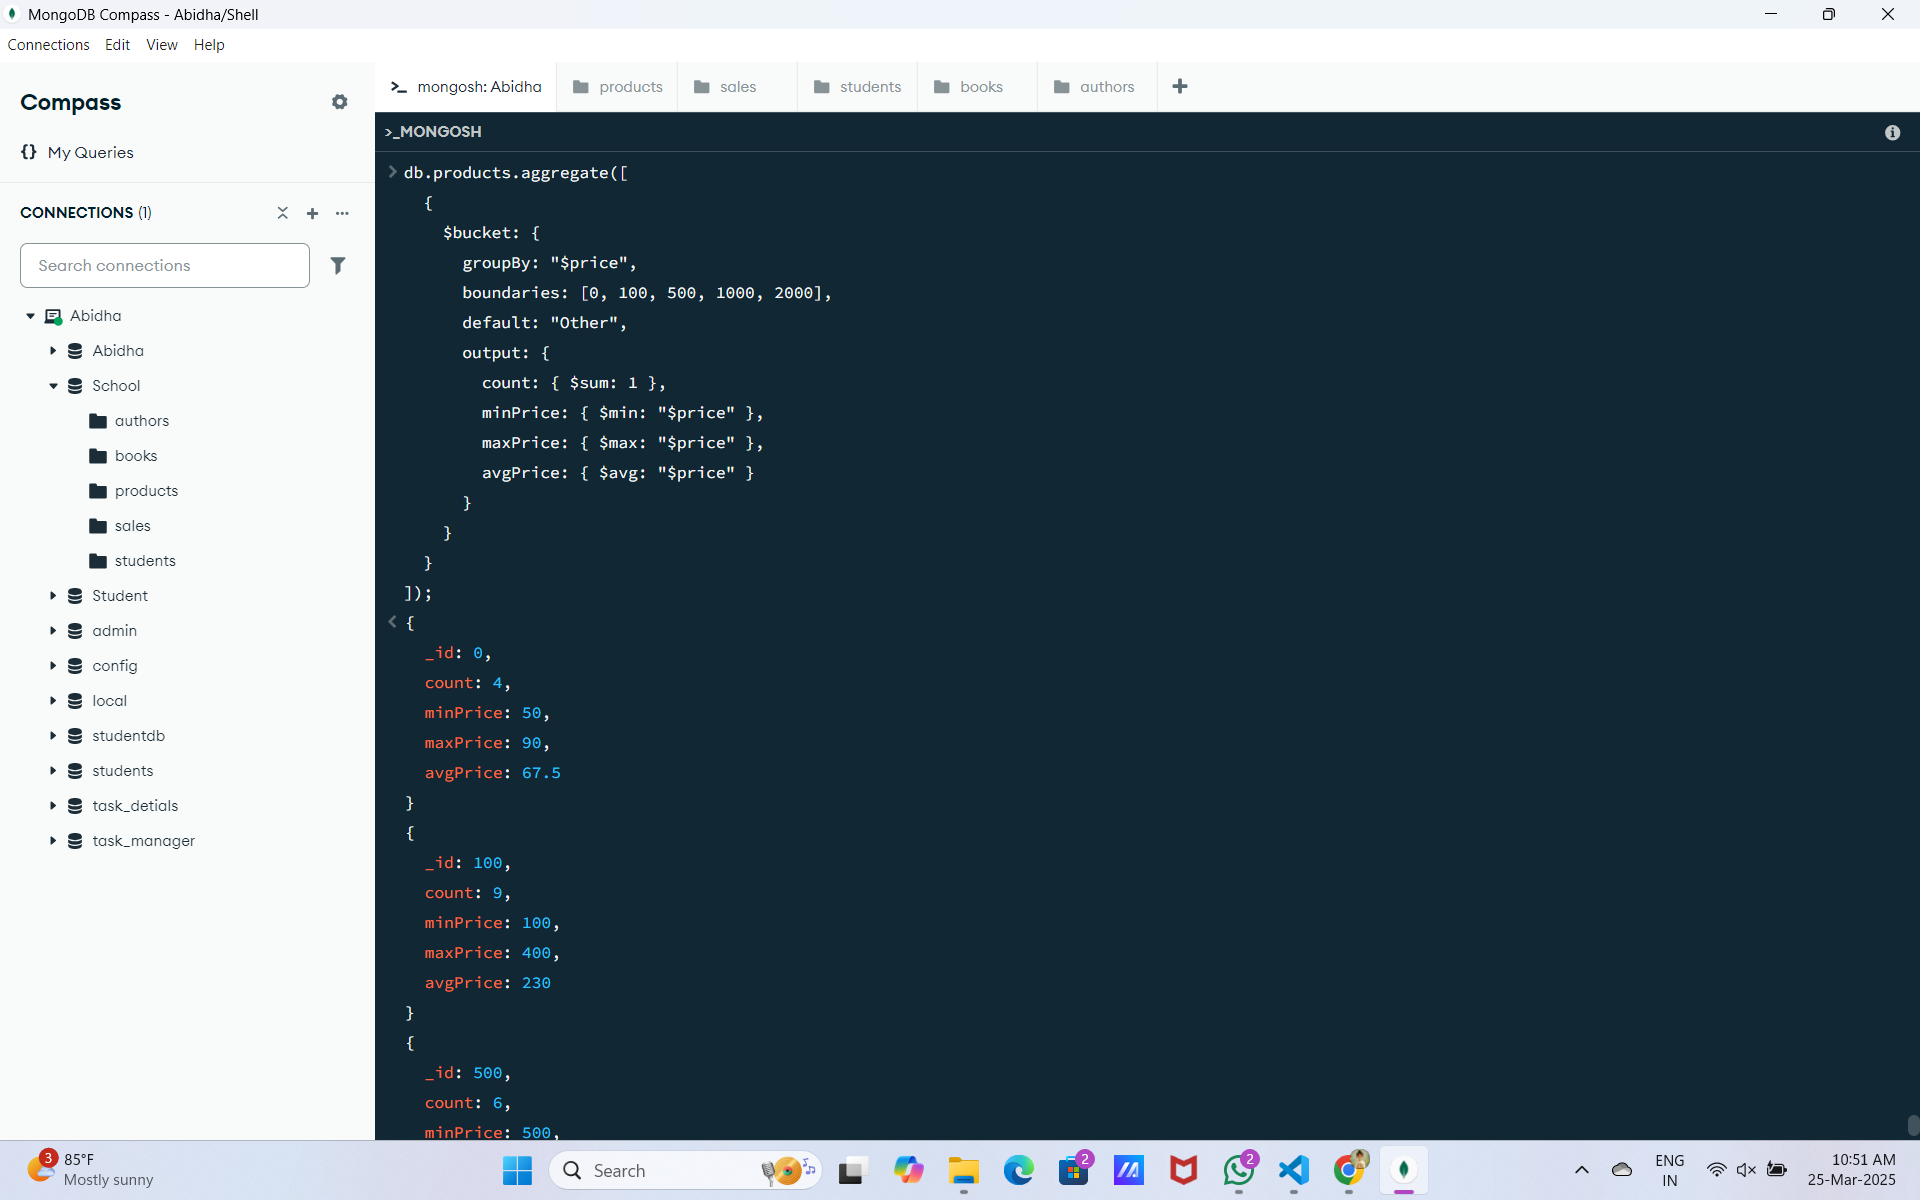 MongoDB Compass - Abidha/Shell
Connections Edit View Help
Compass
{} My Queries
CONNECTIONS (1)
Search connections
Abidha
Abidha
School
authors
books
products
sales
students
Student
admin
config
local
studentdb
students
task_detials
task_manager
>_ mongosh: Abidha products sales students books authors +
>_MONGOSH
> db.products.aggregate([
{
$bucket: {
groupBy: "$price",
boundaries: [0, 100, 500, 1000, 2000],
default: "Other",
output: {
count: { $sum: 1 },
minPrice: { $min: "$price" },
maxPrice: { $max: "$price" },
avgPrice: { $avg: "$price" }
}
}
}
]);
< {
_id: 0,
count: 4,
minPrice: 50,
maxPrice: 90,
avgPrice: 67.5
}
{
_id: 100,
count: 9,
minPrice: 100,
maxPrice: 400,
avgPrice: 230
}
{
_id: 500,
count: 6,
minPrice: 500,
3
85°F
Mostly sunny
Search
2
2
ENG
IN
10:51 AM
25-Mar-2025